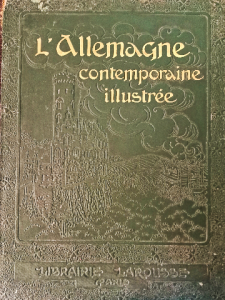 L'Allemagne
contemporaine
illustrée
LIBRAIRIE LAROUSSE
PARIS